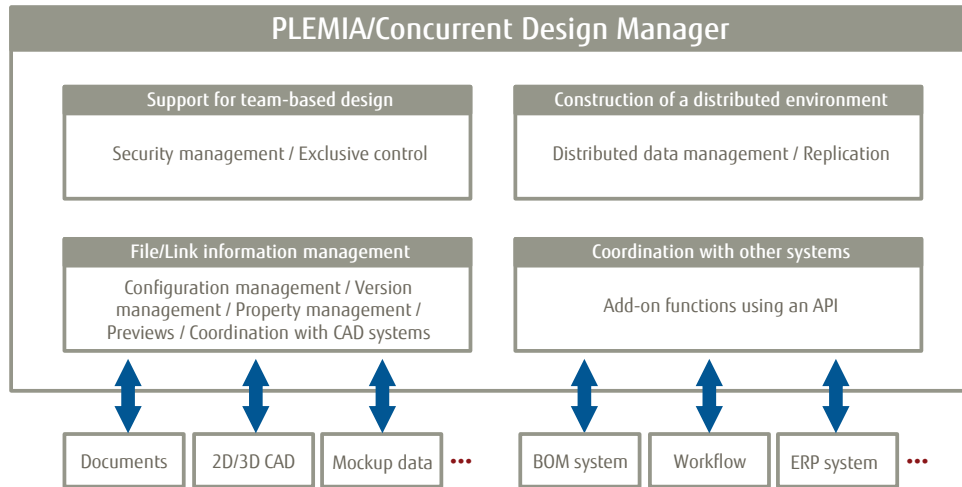 PLEMIA/Concurrent Design Manager
Support for team-based design
Security management / Exclusive control
Construction of a distributed environment
Distributed data management / Replication
File/Link information management
Configuration management / Version
management / Property management /
Previews / Coordination with CAD systems
Coordination with other systems
Add-on functions using an API
Documents
2D/3D CAD
Mockup data
•••
BOM system
Workflow
ERP system
•••